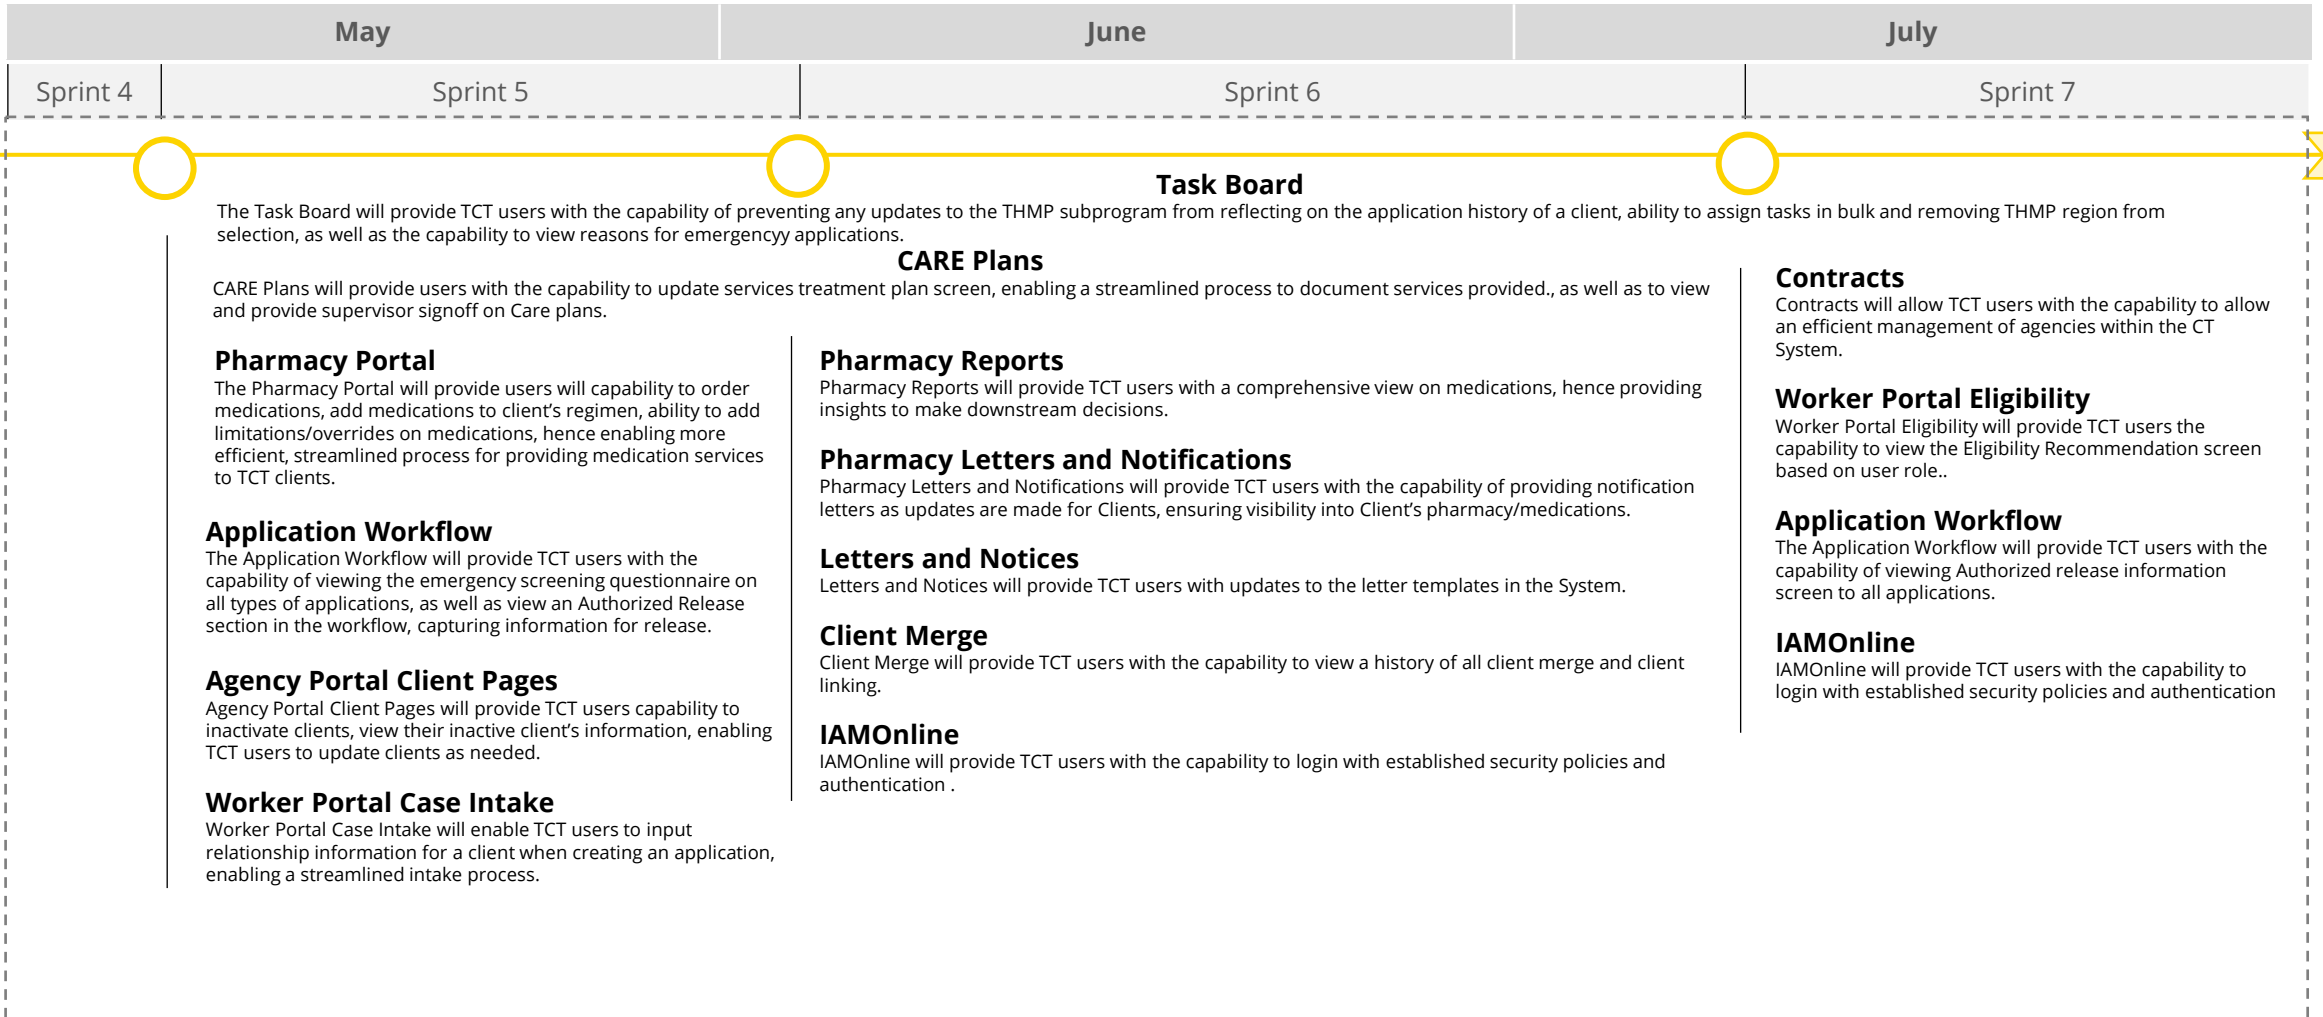 May
June
July
Sprint 4
Sprint 5
Sprint 6
Sprint 7
Task Board
The Task Board will provide TCT users with the capability of preventing any updates to the THMP subprogram from reflecting on the application history of a client, ability to assign tasks in bulk and removing THMP region from
selection, as well as the capability to view reasons for emergencyy applications.
CARE Plans
CARE Plans will provide users with the capability to update services treatment plan screen, enabling a streamlined process to document services provided., as well as to view
and provide supervisor signoff on Care plans.
Pharmacy Portal
The Pharmacy Portal will provide users will capability to order
medications, add medications to client’s regimen, ability to add
limitations/overrides on medications, hence enabling more
efficient, streamlined process for providing medication services
to TCT clients.
Application Workflow
The Application Workflow will provide TCT users with the
capability of viewing the emergency screening questionnaire on
all types of applications, as well as view an Authorized Release
section in the workflow, capturing information for release.
Agency Portal Client Pages
Agency Portal Client Pages will provide TCT users capability to
inactivate clients, view their inactive client’s information, enabling
TCT users to update clients as needed.
Worker Portal Case Intake
Worker Portal Case Intake will enable TCT users to input
relationship information for a client when creating an application,
enabling a streamlined intake process.
Pharmacy Reports
Pharmacy Reports will provide TCT users with a comprehensive view on medications, hence providing
insights to make downstream decisions.
Pharmacy Letters and Notifications
Pharmacy Letters and Notifications will provide TCT users with the capability of providing notification
letters as updates are made for Clients, ensuring visibility into Client’s pharmacy/medications.
Letters and Notices
Letters and Notices will provide TCT users with updates to the letter templates in the System.
Client Merge
Client Merge will provide TCT users with the capability to view a history of all client merge and client
linking.
IAMOnline
IAMOnline will provide TCT users with the capability to login with established security policies and
authentication .
Contracts
Contracts will allow TCT users with the capability to allow
an efficient management of agencies within the CT
System.
Worker Portal Eligibility
Worker Portal Eligibility will provide TCT users the
capability to view the Eligibility Recommendation screen
based on user role..
Application Workflow
The Application Workflow will provide TCT users with the
capability of viewing Authorized release information
screen to all applications.
IAMOnline
IAMOnline will provide TCT users with the capability to
login with established security policies and authentication